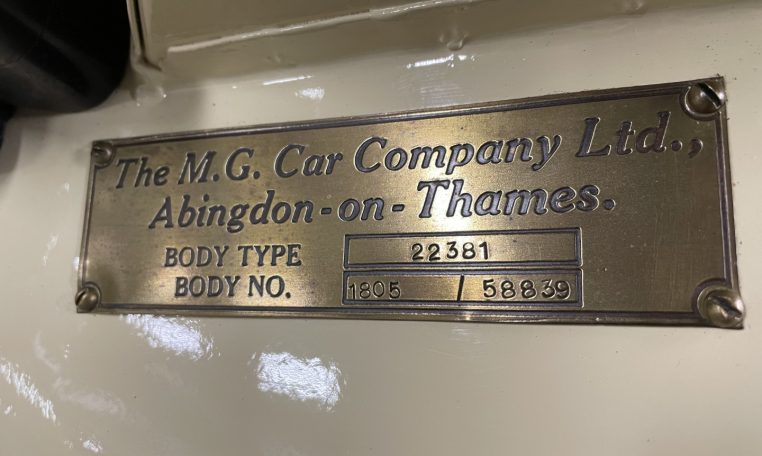 The M.G. Car Company Ltd.,
Abingdon-on-Thames.
BODY TYPE 22381
BODY NO. 1805 / 58839